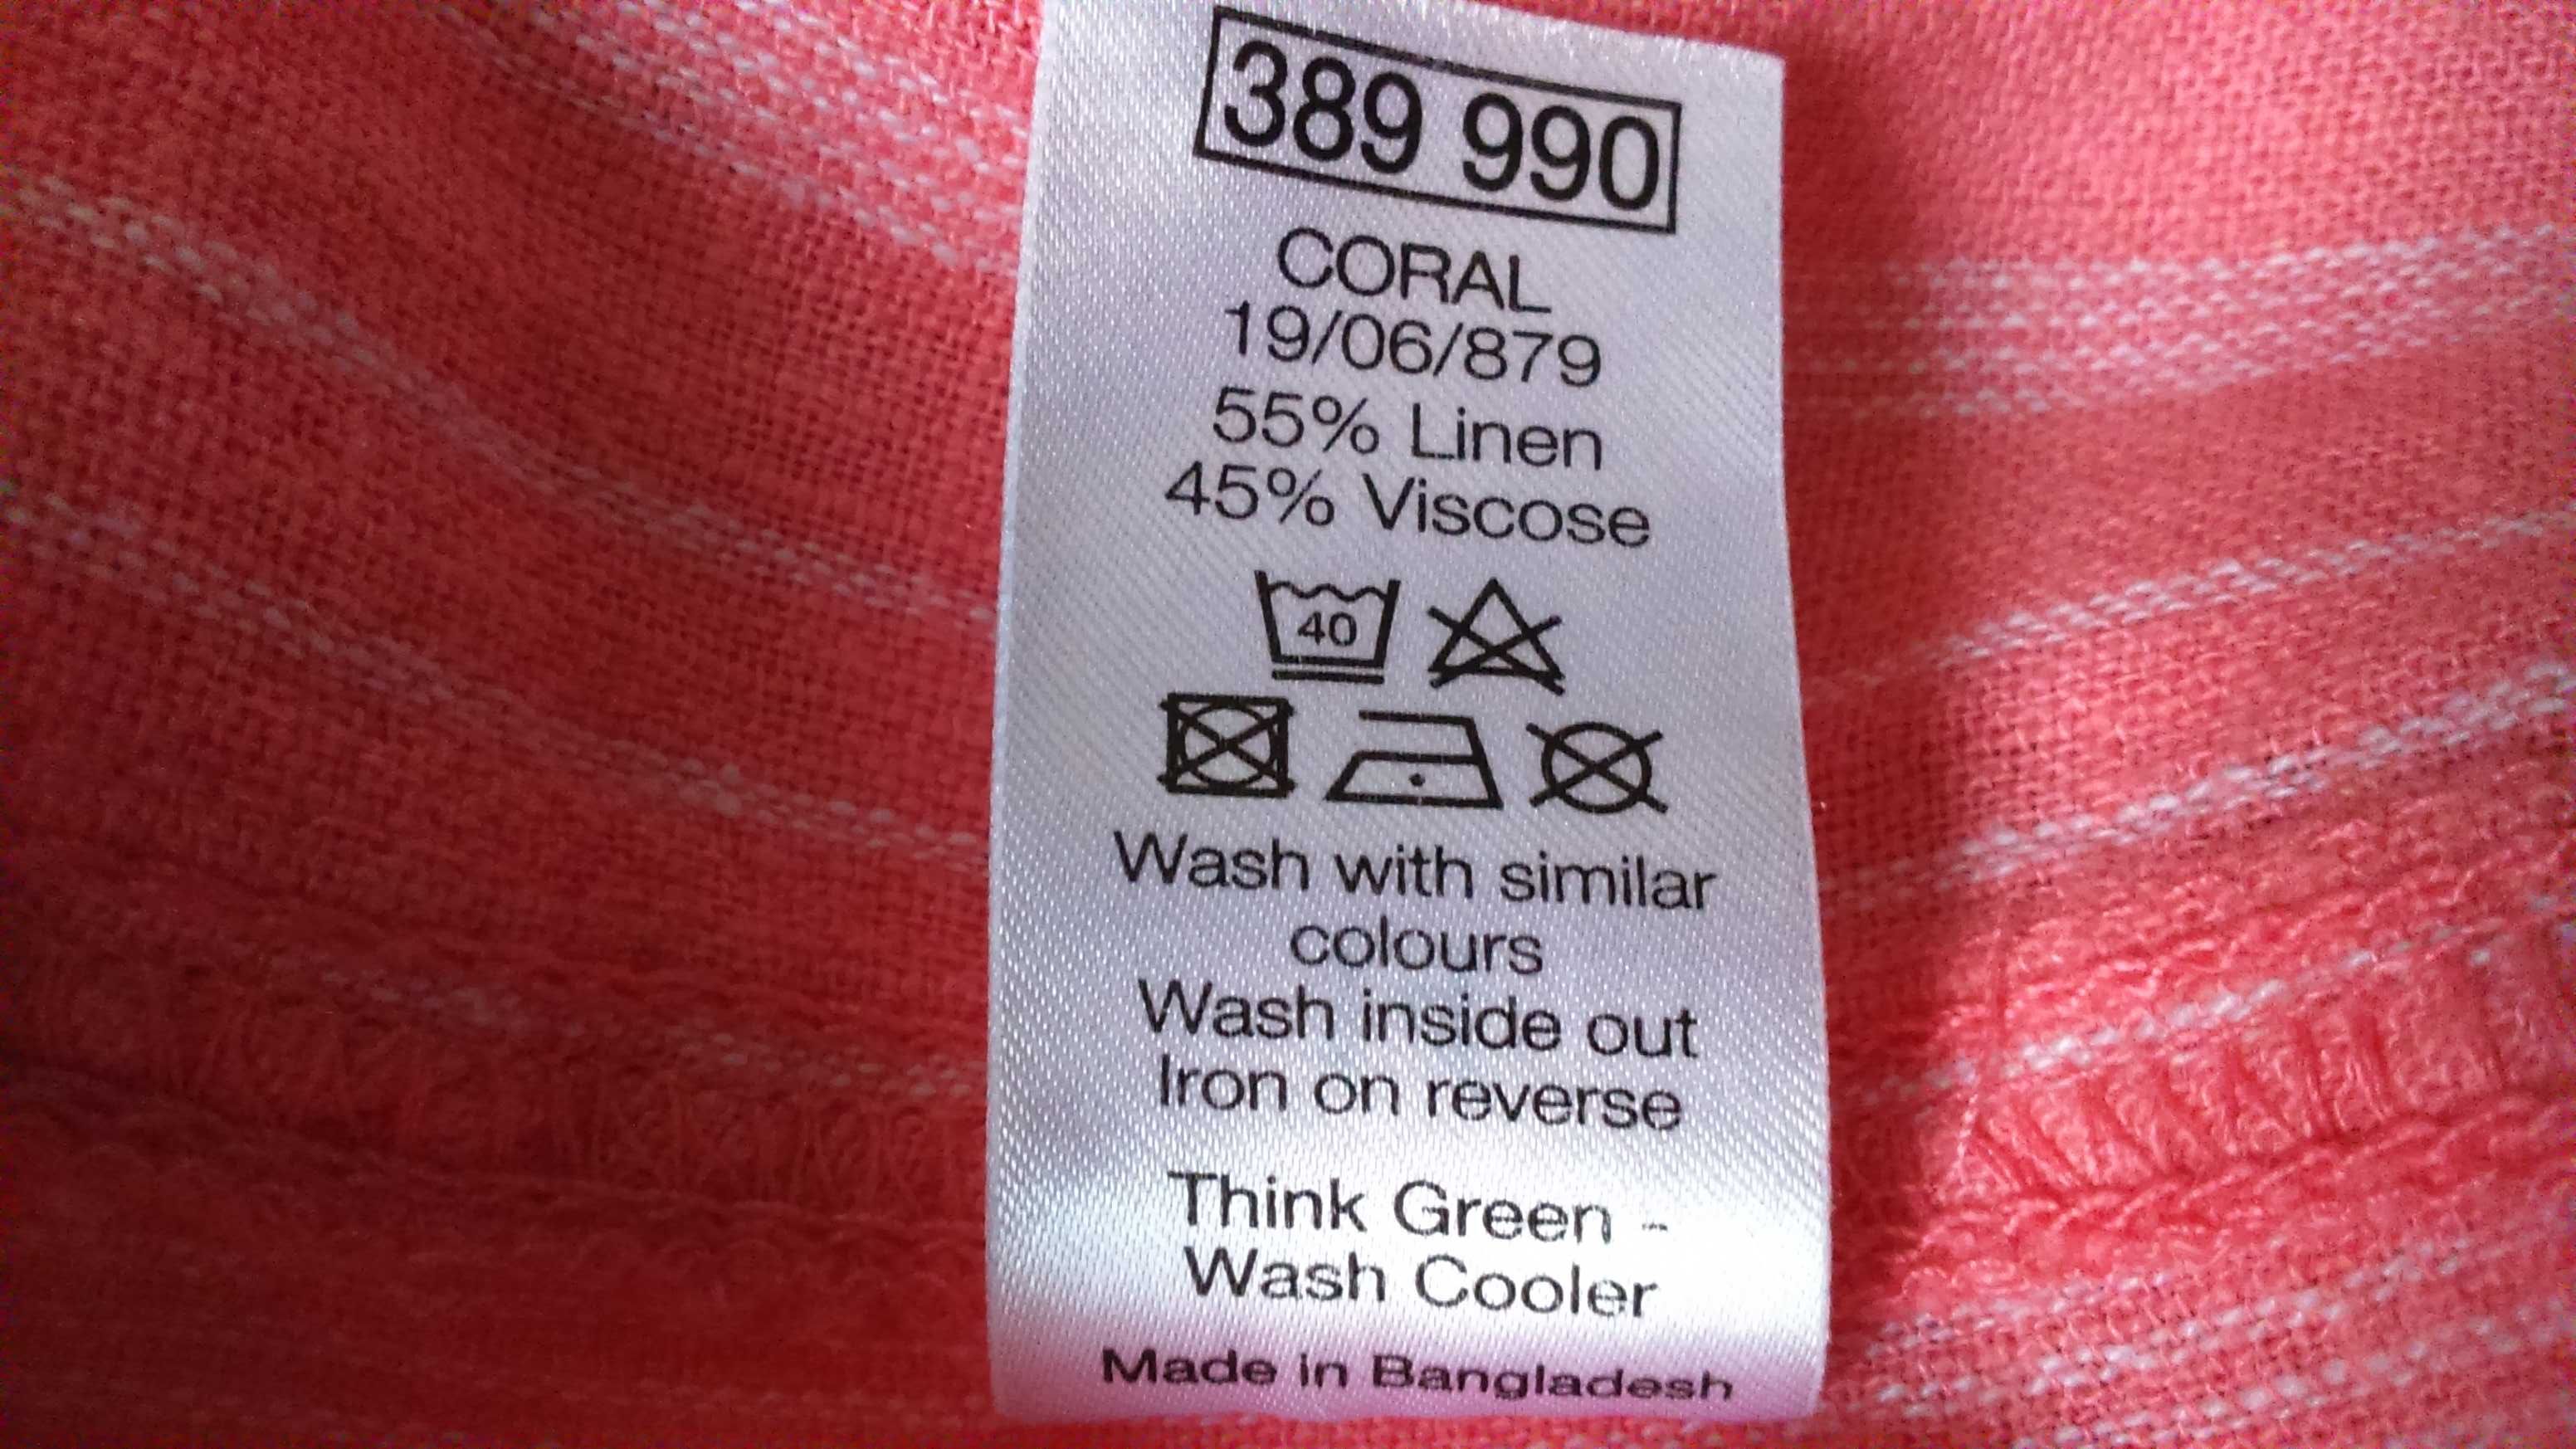 389 990
CORAL
19/06/879
55% Linen
45% Viscose
40
Wash with similar
colours
Wash inside out
Iron on reverse
Think Green -
Wash Cooler
Made in Bangladesh